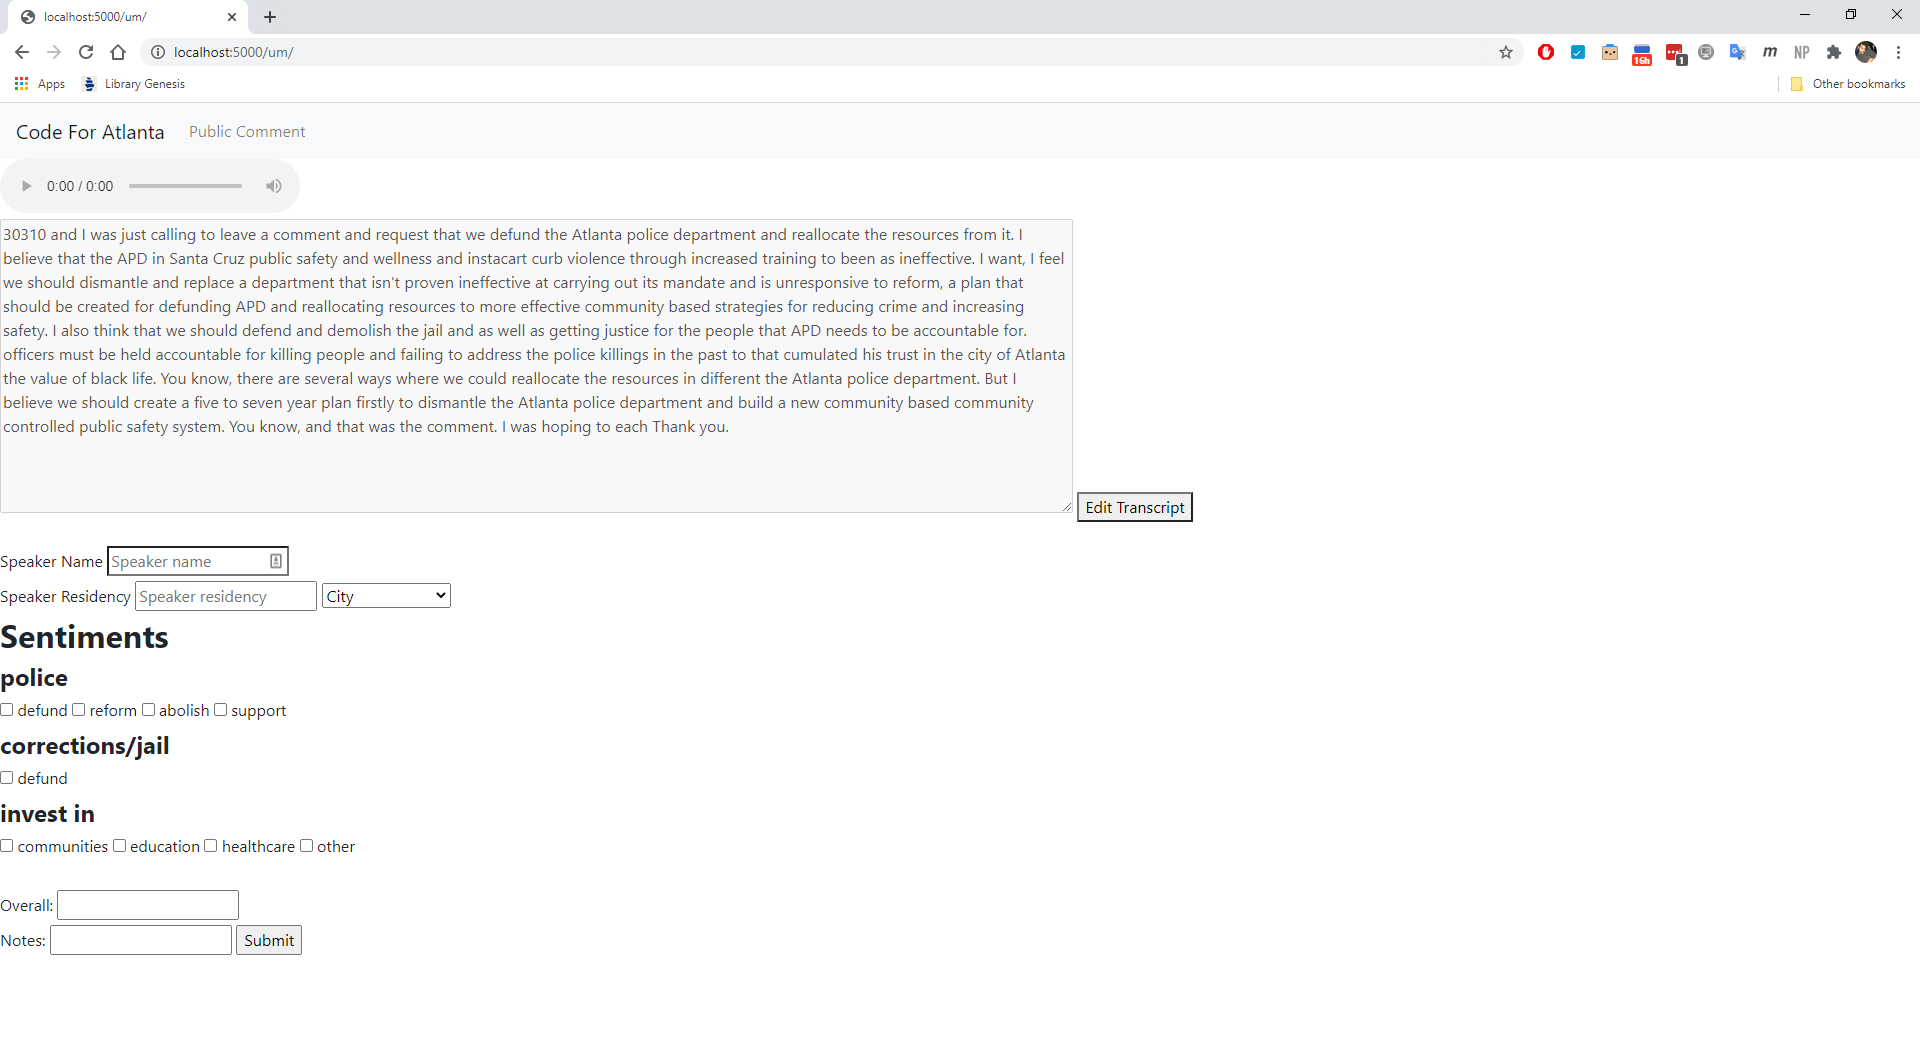 localhost:5000/um/
localhost:5000/um/
16h
1
m
NP
Apps
Library Genesis
Other bookmarks
Code For Atlanta
Public Comment
0:00 / 0:00
30310 and I was just calling to leave a comment and request that we defund the Atlanta police department and reallocate the resources from it. I
believe that the APD in Santa Cruz public safety and wellness and instacart curb violence through increased training to been as ineffective. I want, I feel
we should dismantle and replace a department that isn't proven ineffective at carrying out its mandate and is unresponsive to reform, a plan that
should be created for defunding APD and reallocating resources to more effective community based strategies for reducing crime and increasing
safety. I also think that we should defend and demolish the jail and as well as getting justice for the people that APD needs to be accountable for.
officers must be held accountable for killing people and failing to address the police killings in the past to that cumulated his trust in the city of Atlanta
the value of black life. You know, there are several ways where we could reallocate the resources in different the Atlanta police department. But I
believe we should create a five to seven year plan firstly to dismantle the Atlanta police department and build a new community based community
controlled public safety system. You know, and that was the comment. I was hoping to each Thank you.
Edit Transcript
Speaker Name Speaker name
Speaker Residency Speaker residency City
Sentiments
police
defund reform abolish support
corrections/jail
defund
invest in
communities education healthcare other
Overall:
Notes: Submit